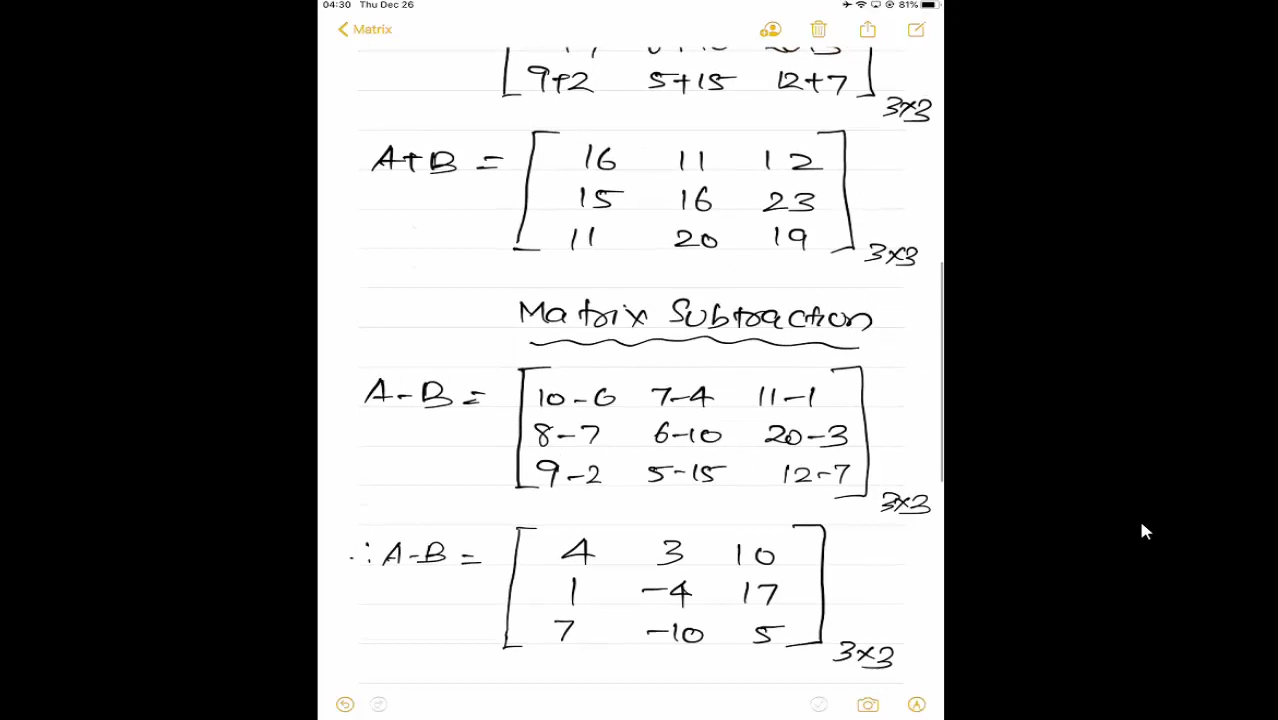 04:30 Thu Dec 26 81%
Matrix
9+2 5+15 12+7
3×3
A+B = 16 11 12
15 16 23
11 20 19
3×3
Matrix Subtraction
A-B = 10-6 7-4 11-1
8-7 6-10 20-3
9-2 5-15 12-7
3×3
∴A-B = 4 3 10
1 -4 17
7 -10 5
3×3